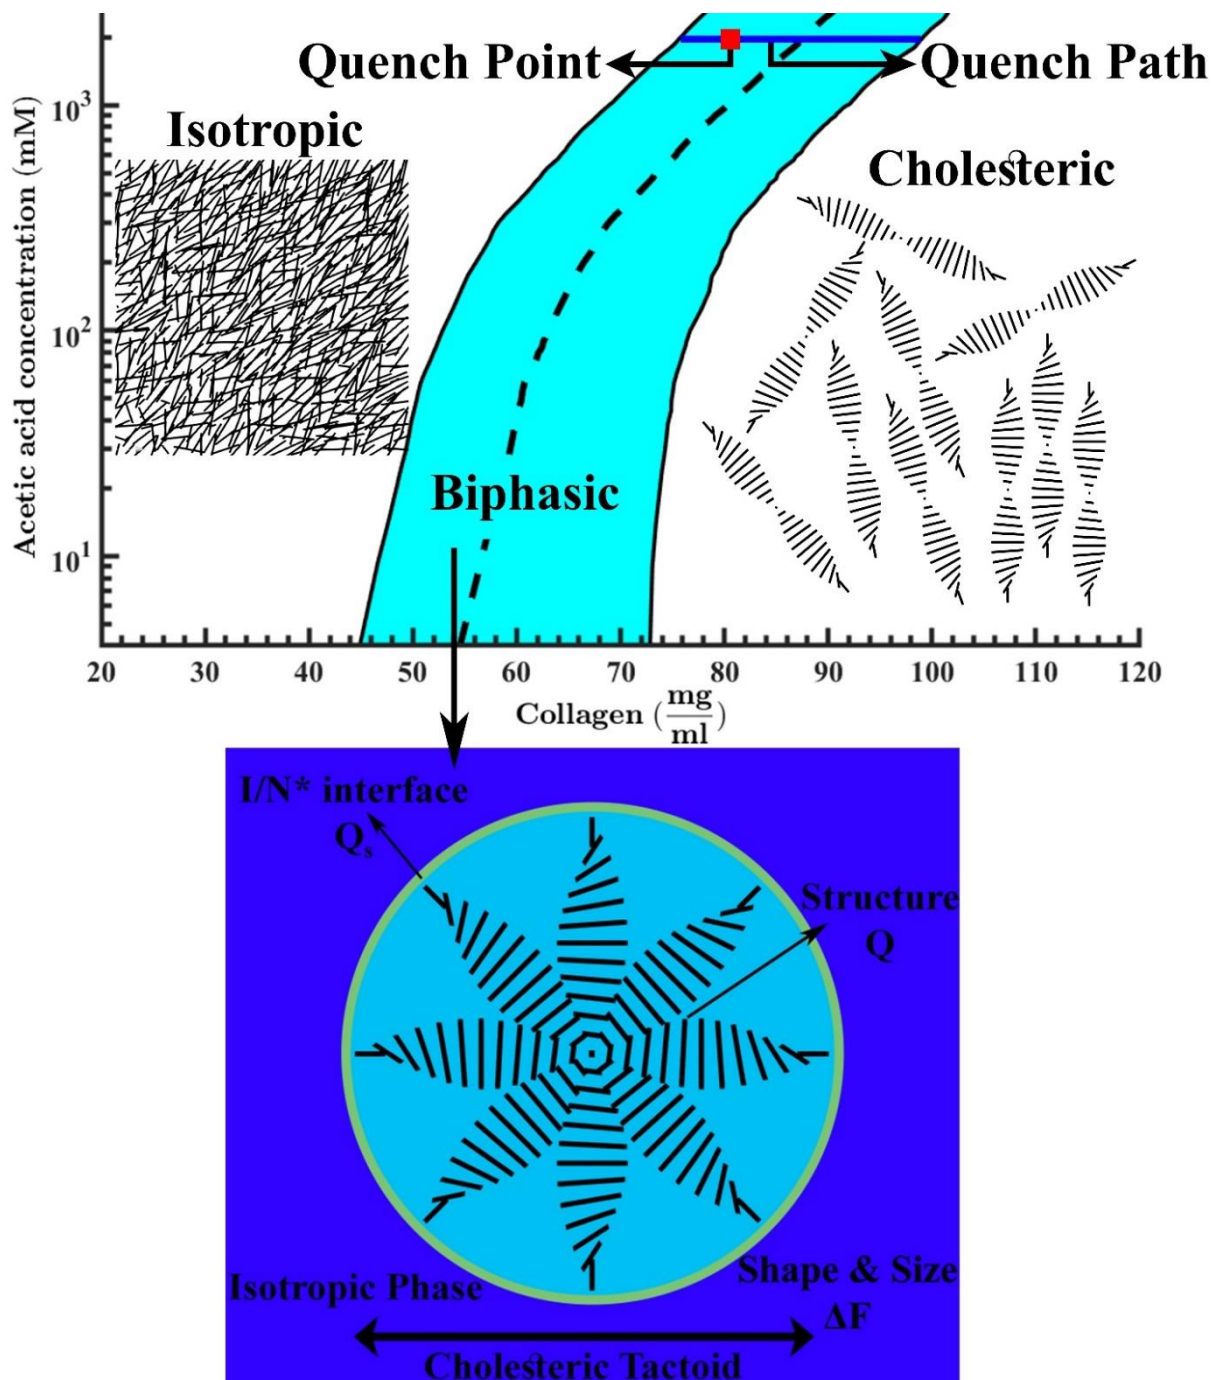 Quench Point
Quench Path
Isotropic
Cholesteric
Biphasic
Acetic acid concentration (mM)
10³
10²
10¹
20 30 40 50 60 70 80 90 100 110 120
Collagen (mg/ml)
I/N* interface
Qₛ
Structure
Q
Isotropic Phase
Shape & Size
ΔF
Cholesteric Tactoid